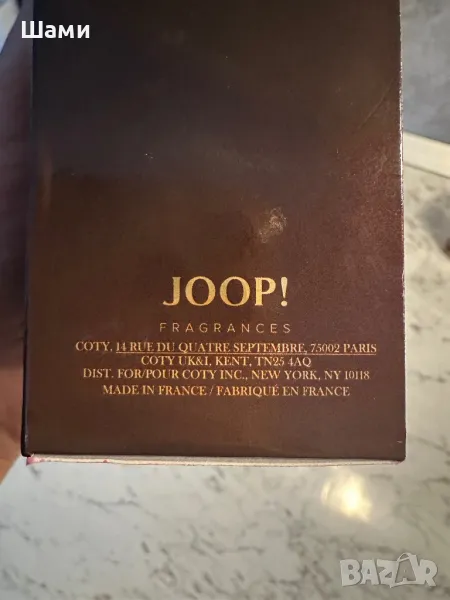 Шами
JOOP!
FRAGRANCES
COTY, 14 RUE DU QUATRE SEPTEMBRE, 75002 PARIS
COTY UK&I, KENT, TN25 4AQ
DIST. FOR/POUR COTY INC., NEW YORK, NY 10118
MADE IN FRANCE / FABRIQUÉ EN FRANCE
BAZAR